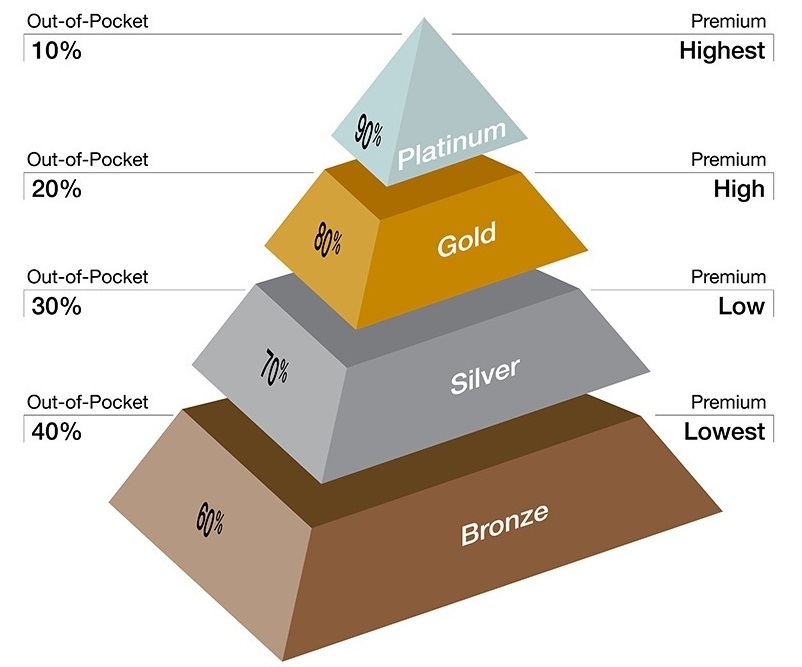 Out-of-Pocket
10%
Premium
Highest
90%
Platinum
Out-of-Pocket
20%
Premium
High
80%
Gold
Out-of-Pocket
30%
Premium
Low
70%
Silver
Out-of-Pocket
40%
Premium
Lowest
60%
Bronze